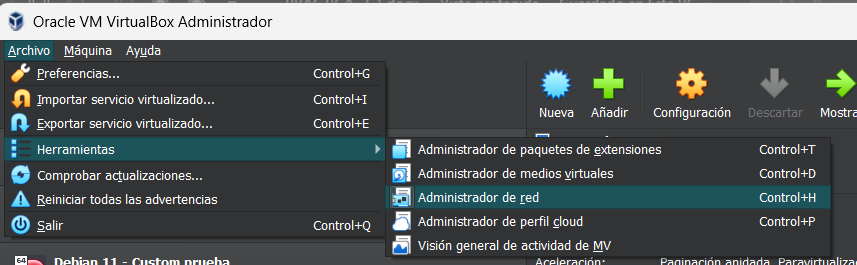 Oracle VM VirtualBox Administrador
Archivo Máquina Ayuda
Preferencias... Control+G
Importar servicio virtualizado... Control+I
Exportar servicio virtualizado... Control+E
Herramientas
Comprobar actualizaciones...
Reiniciar todas las advertencias
Salir Control+Q
Nueva Añadir Configuración Descartar Mostra
Administrador de paquetes de extensiones Control+T
Administrador de medios virtuales Control+D
Administrador de red Control+H
Administrador de perfil cloud Control+P
Visión general de actividad de MV
64 Debian 11 - Custom prueba
Aceleración: Paginación anidada, Paravirtualiz